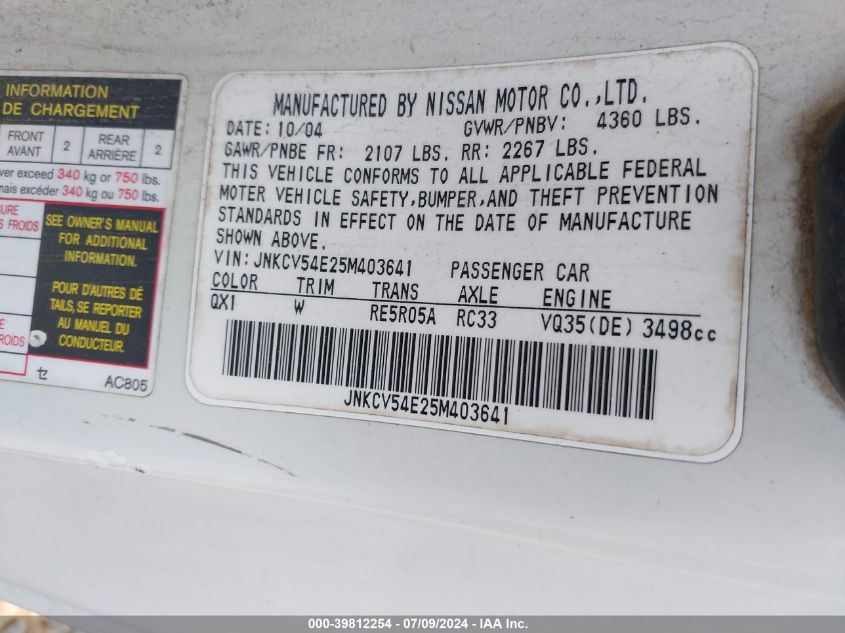 INFORMATION
DE CHARGEMENT
FRONT
AVANT
2
REAR
ARRIÈRE
2
exceed 340 kg or 750 lbs.
mais excéder 340 kg ou 750 lbs.
FROIDS
SEE OWNER'S MANUAL
FOR ADDITIONAL
INFORMATION.
POUR D'AUTRES DÉ
TAILS, SE REPORTER
AU MANUEL DU
CONDUCTEUR.
セ
AC805
MANUFACTURED BY NISSAN MOTOR CO.,LTD.
DATE: 10/04 GVWR/PNBV: 4360 LBS.
GAWR/PNBE FR: 2107 LBS. RR: 2267 LBS.
THIS VEHICLE CONFORMS TO ALL APPLICABLE FEDERAL
MOTOR VEHICLE SAFETY,BUMPER,AND THEFT PREVENTION
STANDARDS IN EFFECT ON THE DATE OF MANUFACTURE
SHOWN ABOVE.
VIN: JNKCV54E25M403641 PASSENGER CAR
COLOR TRIM TRANS AXLE ENGINE
QX1 W RE5R05A RC33 VQ35(DE) 3498cc
JNKCV54E25M403641
000-39812254 - 07/09/2024 - IAA Inc.